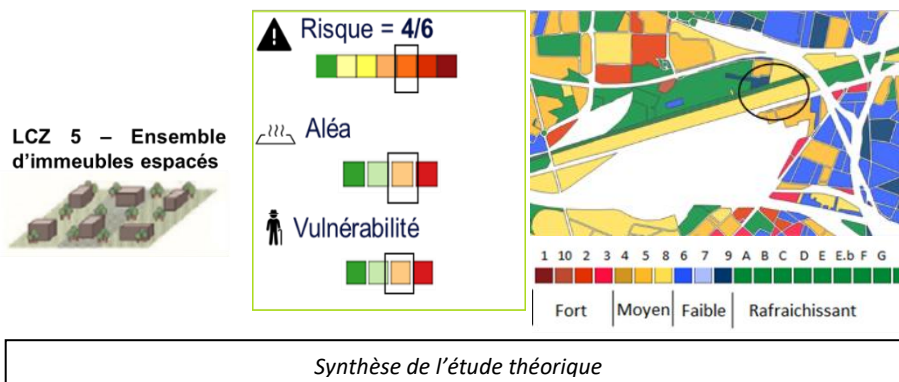 LCZ 5 – Ensemble
d'immeubles espacés
Risque = 4/6
Aléa
Vulnérabilité
1 10 2 3 4 5 8 6 7 9 A B C D E E.b F G
Fort Moyen Faible Rafraichissant
Synthèse de l'étude théorique